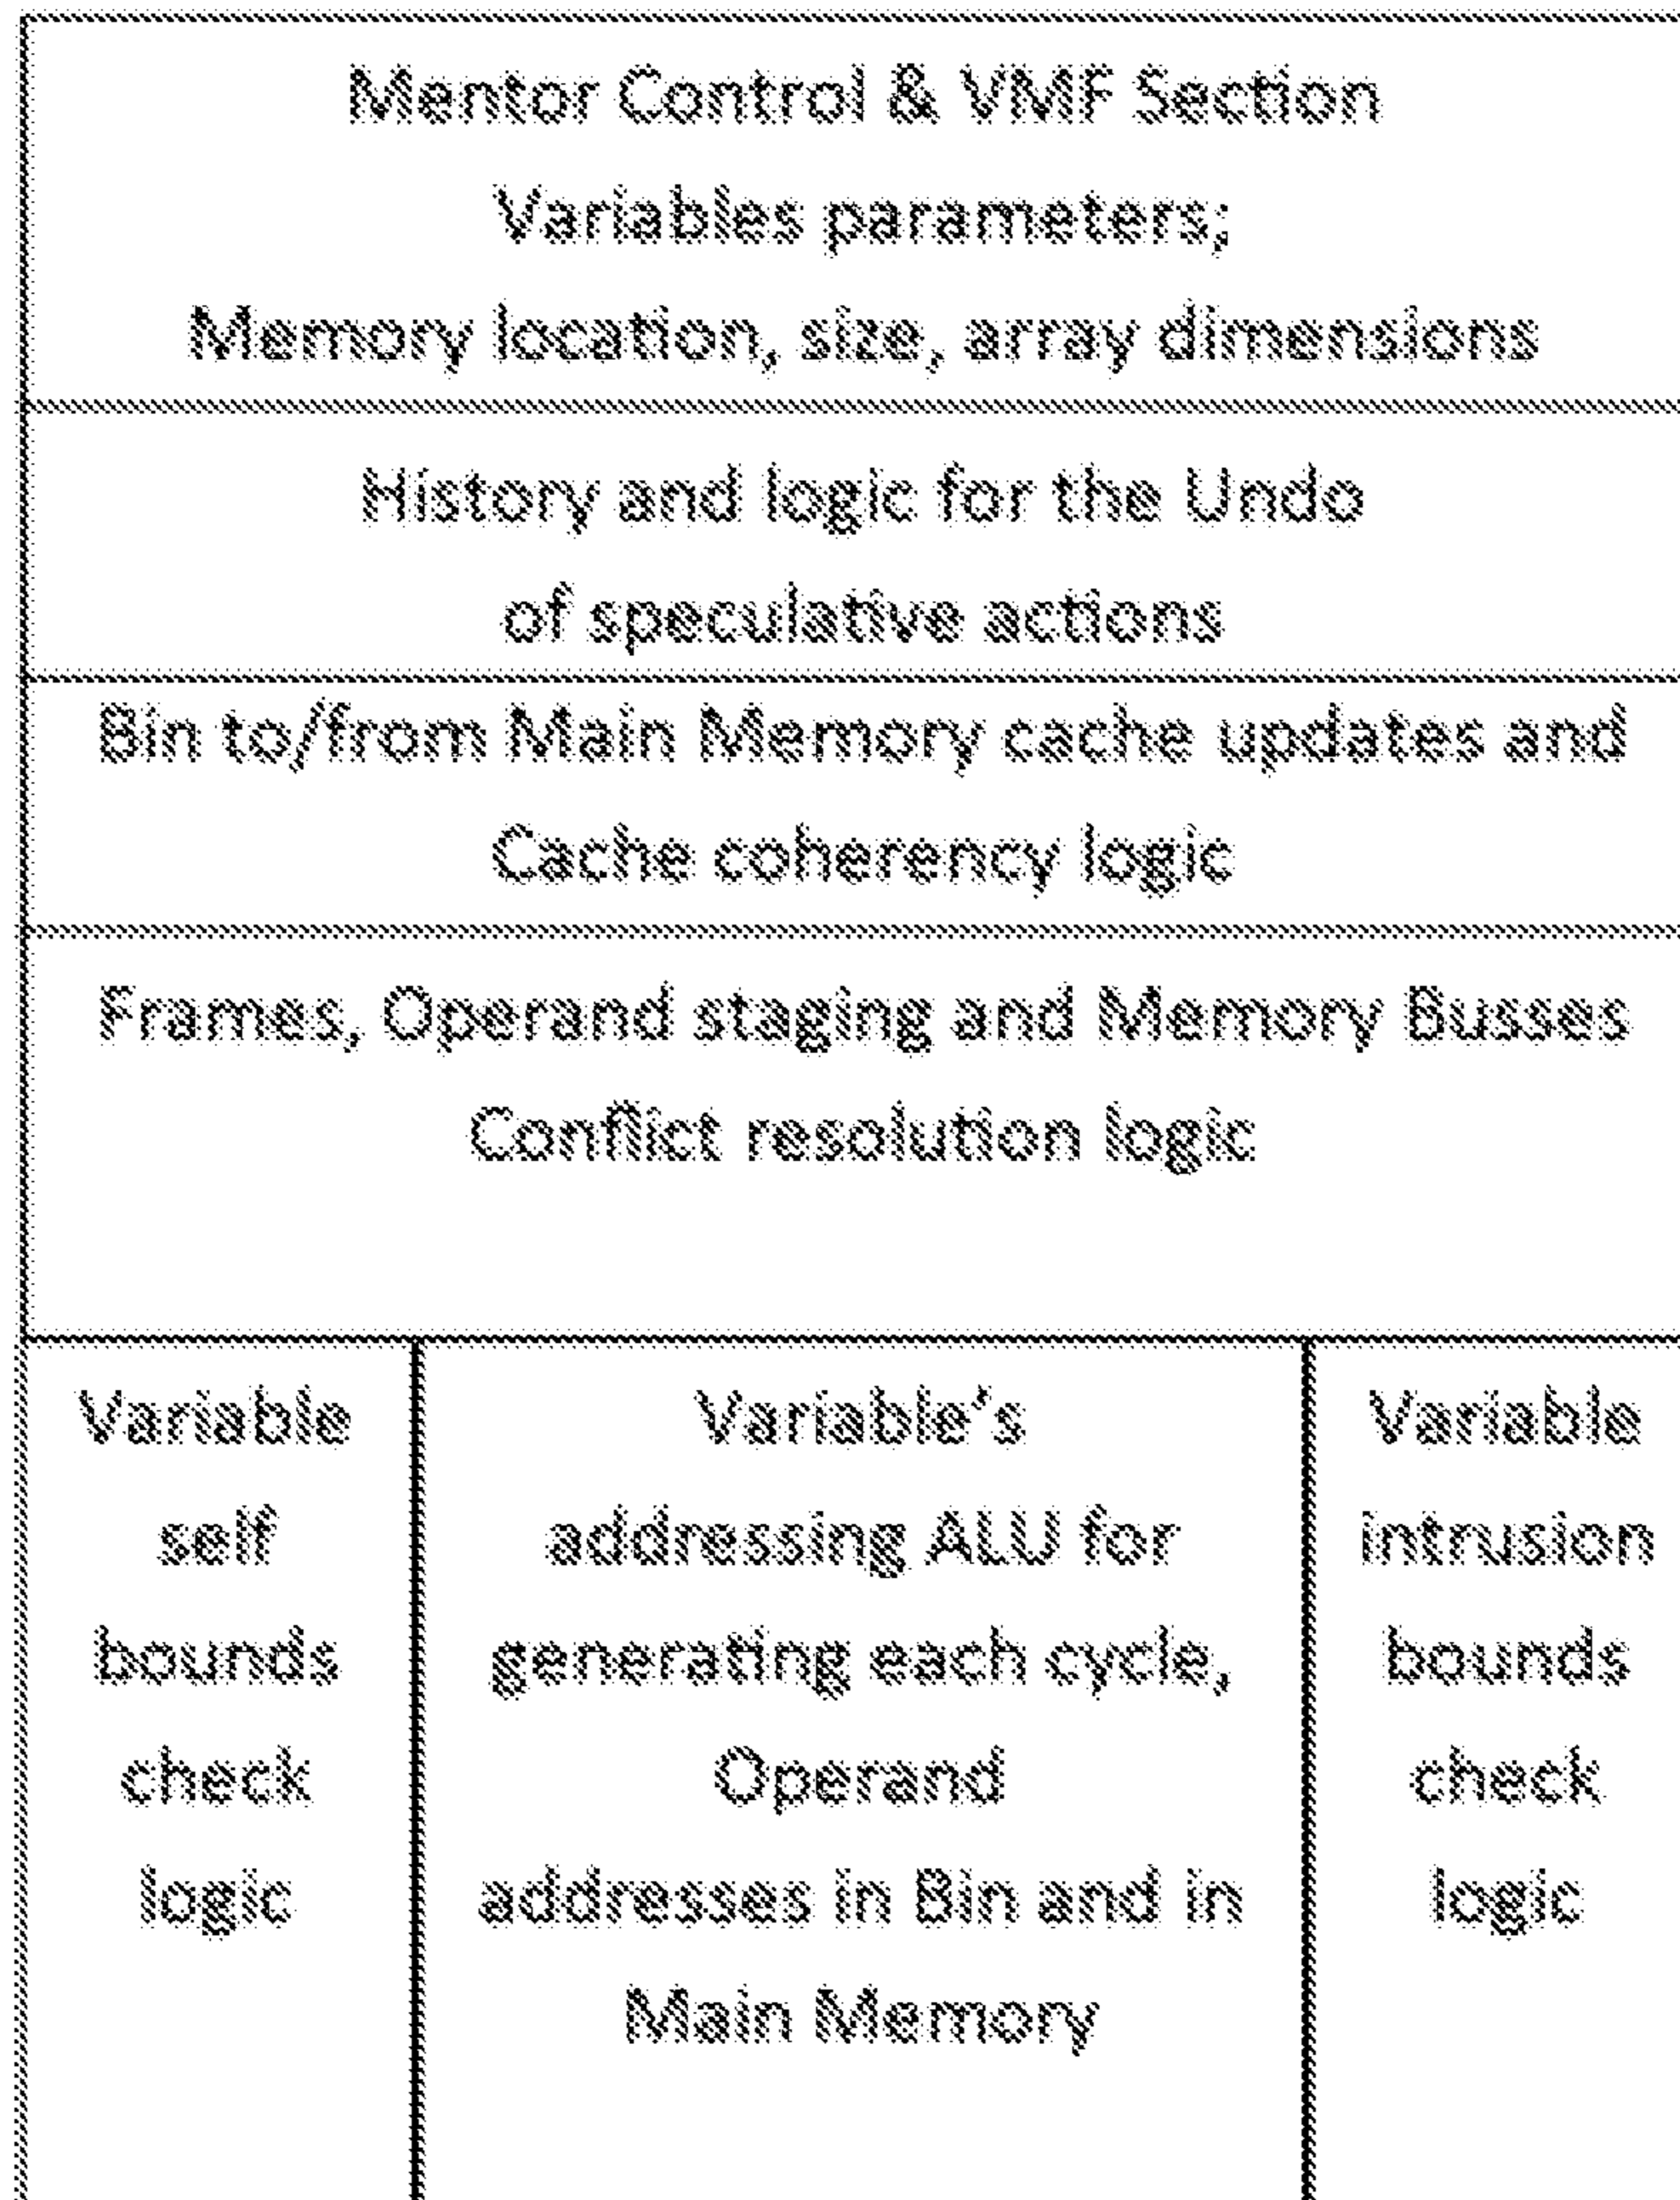 Mentor Control & VMF Section
Variables parameters;
Memory location, size, array dimensions
History and logic for the Undo
of speculative actions
Bin to/from Main Memory cache updates and
Cache coherency logic
Frames, Operand staging and Memory Busses
Conflict resolution logic
Variable
self
bounds
check
logic
Variable's
addressing ALU for
generating each cycle,
Operand
addresses in Bin and in
Main Memory
Variable
intrusion
bounds
check
logic